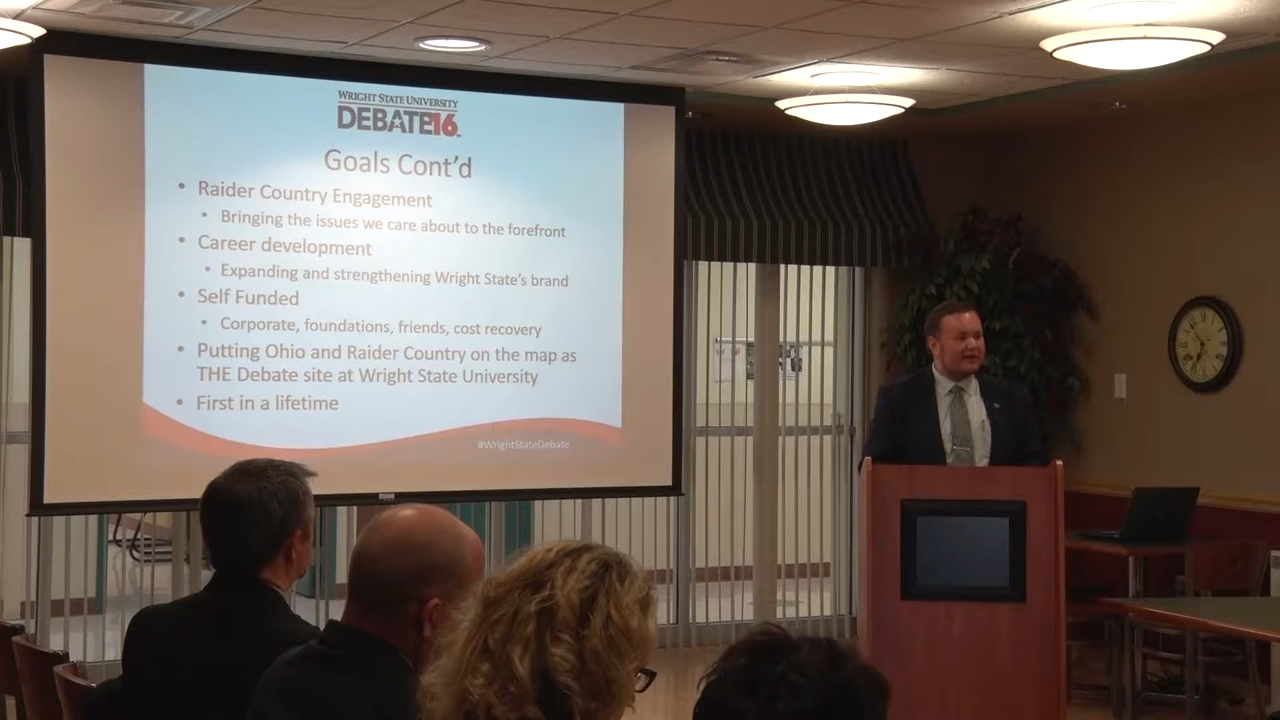 WRIGHT STATE UNIVERSITY
DEBATE16
Goals Cont'd
• Raider Country Engagement
• Bringing the issues we care about to the forefront
• Career development
• Expanding and strengthening Wright State's brand
• Self Funded
• Corporate, foundations, friends, cost recovery
• Putting Ohio and Raider Country on the map as
THE Debate site at Wright State University
• First in a lifetime
#WrightStateDebate